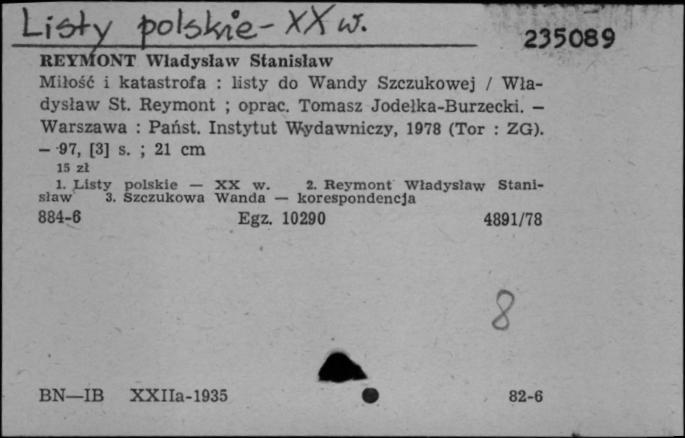 Listy polskie - XX w.
235089
REYMONT Władysław Stanisław
Miłość i katastrofa : listy do Wandy Szczukowej / Wła-
dysław St. Reymont ; oprac. Tomasz Jodełka-Burzecki. —
Warszawa : Państ. Instytut Wydawniczy, 1978 (Tor : ZG).
— 97, [3] s. ; 21 cm
15 zł
1. Listy polskie — XX w. 2. Reymont Władysław Stani-
sław 3. Szczukowa Wanda — korespondencja
884-6 Egz. 10290 4891/78
8
BN—IB XXIIa-1935 82-6